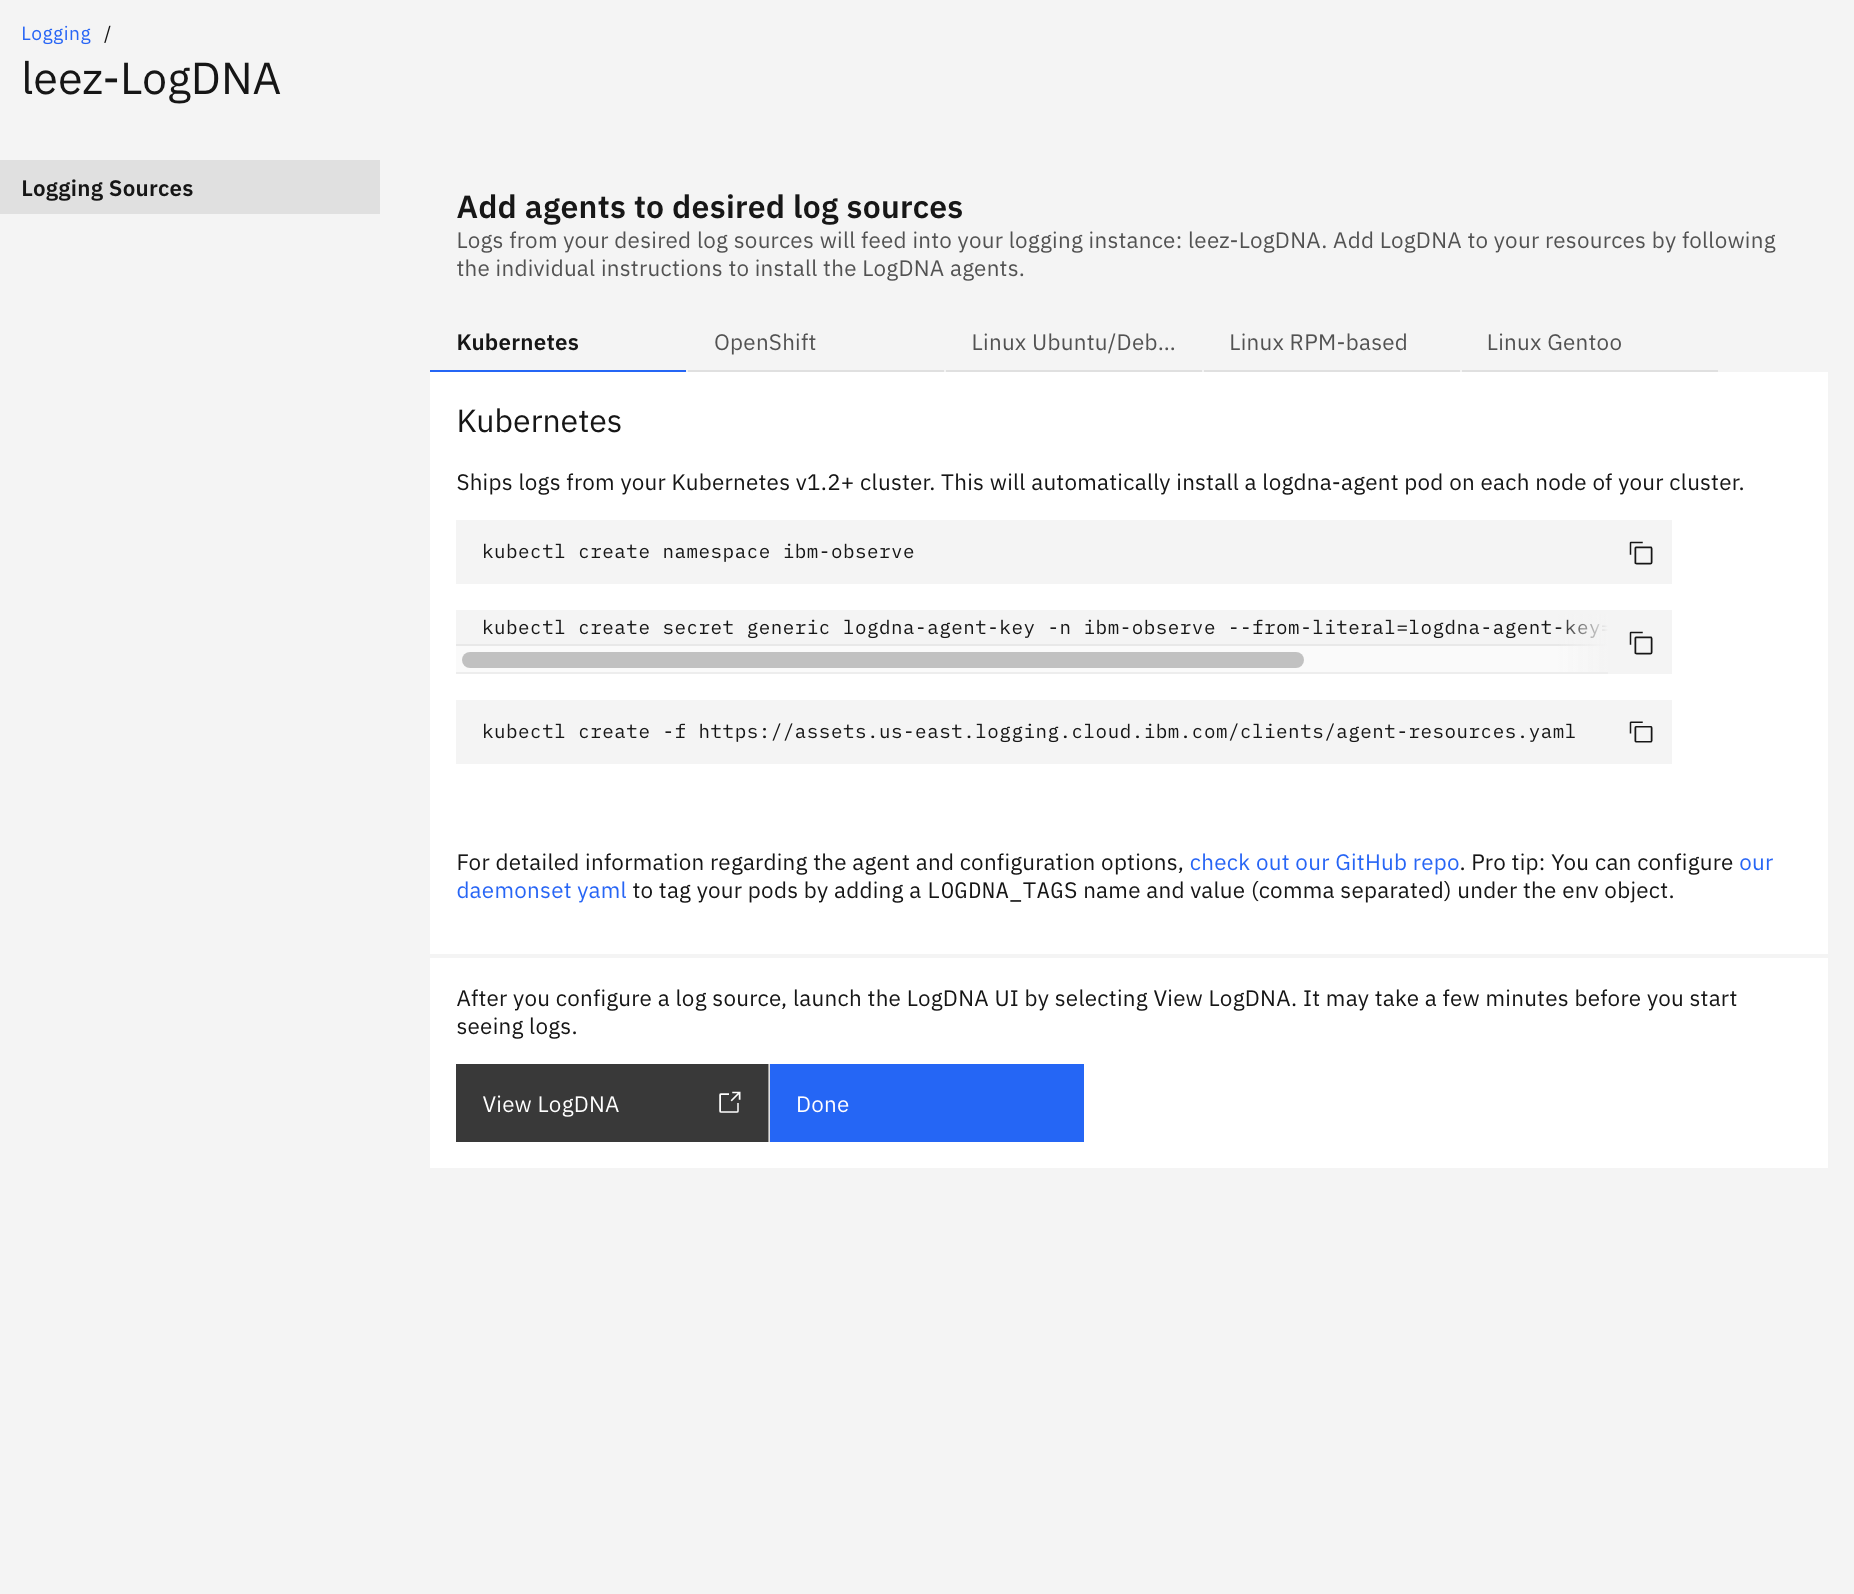 Logging /
leez-LogDNA
Logging Sources
Add agents to desired log sources
Logs from your desired log sources will feed into your logging instance: leez-LogDNA. Add LogDNA to your resources by following
the individual instructions to install the LogDNA agents.
Kubernetes OpenShift Linux Ubuntu/Deb... Linux RPM-based Linux Gentoo
Kubernetes
Ships logs from your Kubernetes v1.2+ cluster. This will automatically install a logdna-agent pod on each node of your cluster.
kubectl create namespace ibm-observe
kubectl create secret generic logdna-agent-key -n ibm-observe --from-literal=logdna-agent-key=
kubectl create -f https://assets.us-east.logging.cloud.ibm.com/clients/agent-resources.yaml
For detailed information regarding the agent and configuration options, check out our GitHub repo. Pro tip: You can configure our
daemonset yaml to tag your pods by adding a LOGDNA_TAGS name and value (comma separated) under the env object.
After you configure a log source, launch the LogDNA UI by selecting View LogDNA. It may take a few minutes before you start
seeing logs.
View LogDNA Done